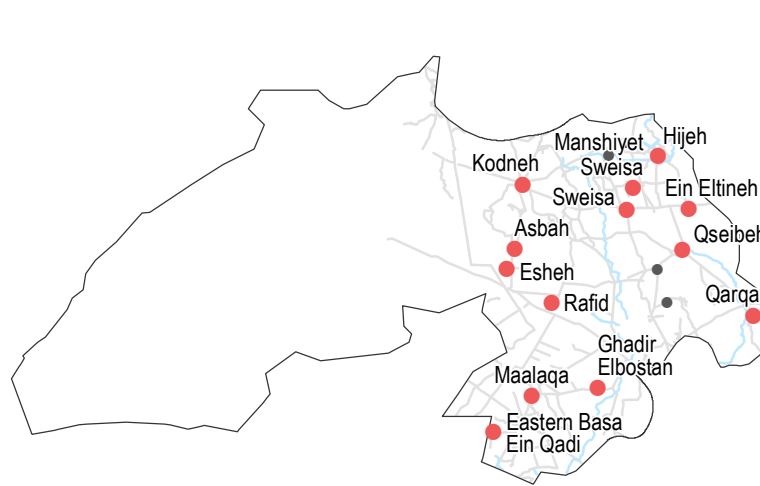 Manshiyet
Sweisa
Hijeh
Kodneh
Sweisa
Ein Eltineh
Asbah
Qseibeh
Esheh
Rafid
Qarqa
Ghadir
Elbostan
Maalaqa
Eastern Basa
Ein Qadi